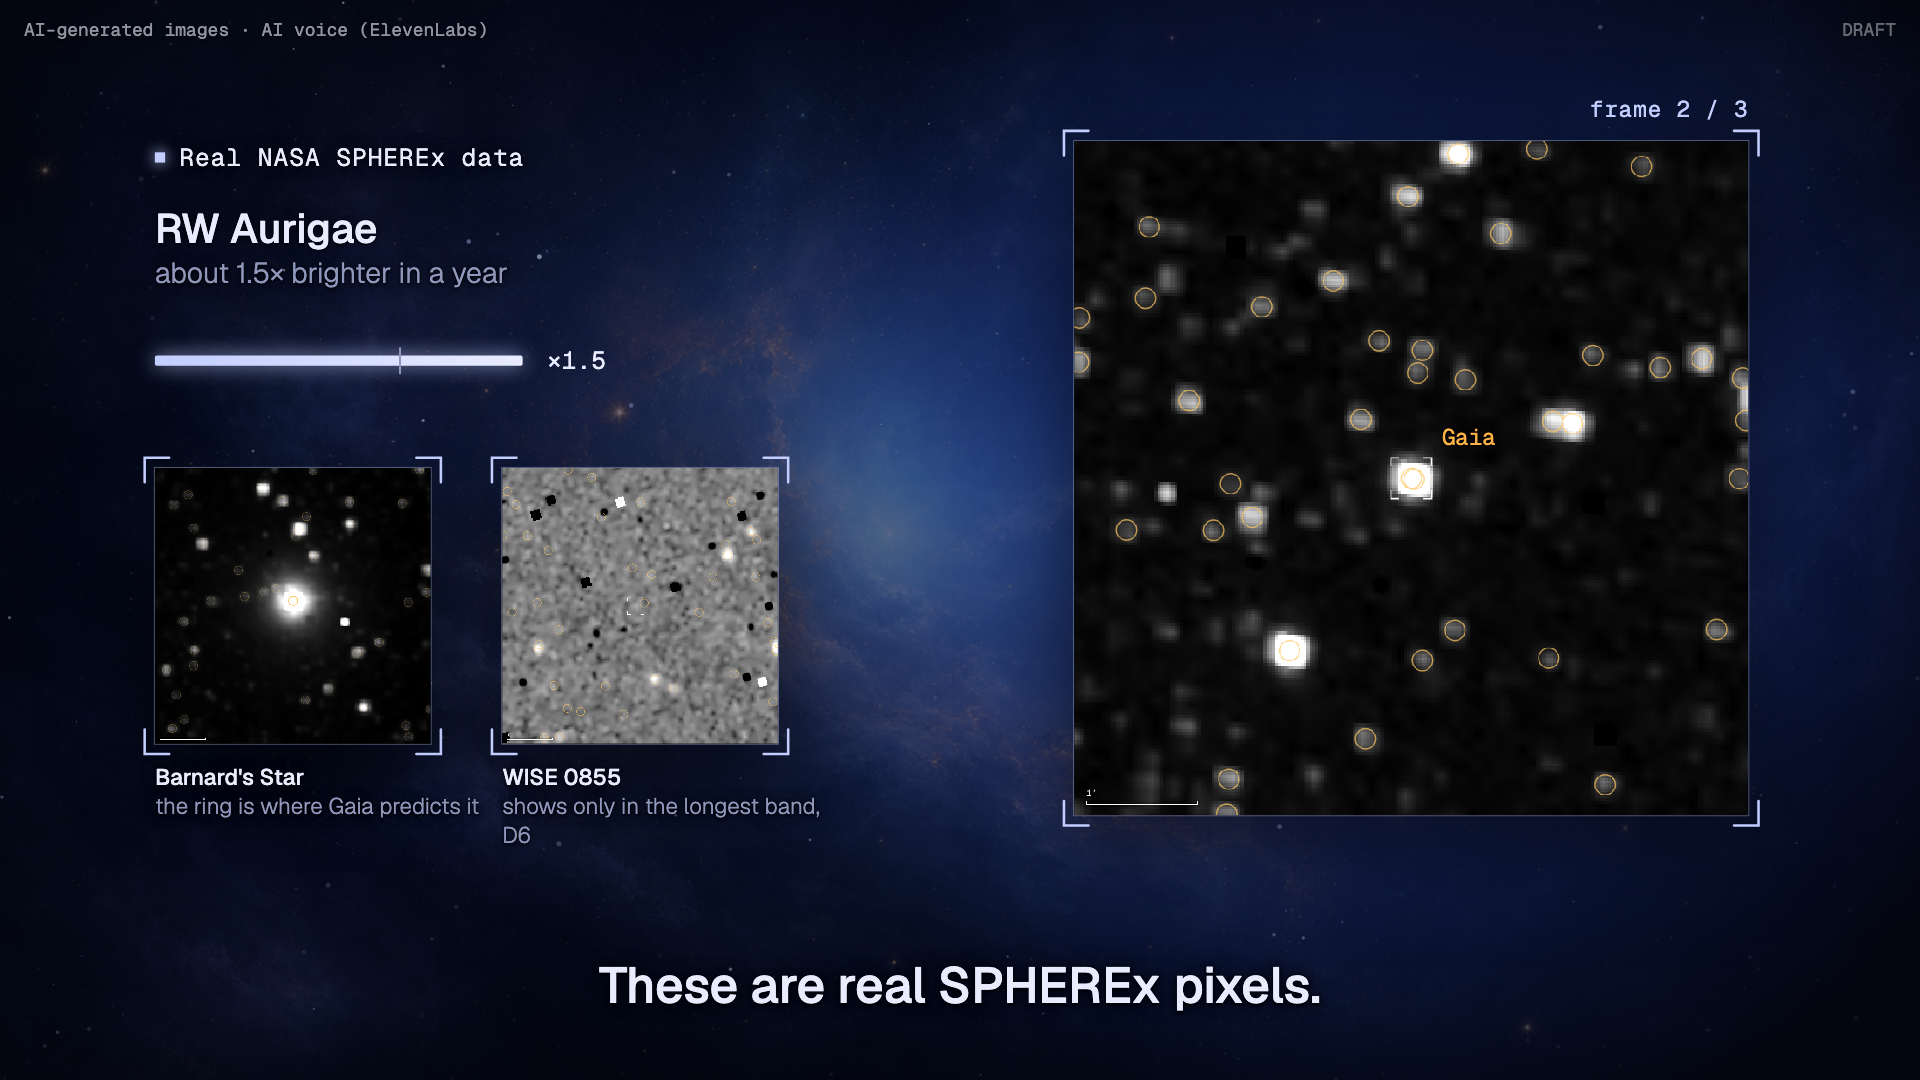 AI-generated images · AI voice (ElevenLabs)
DRAFT
frame 2 / 3
Real NASA SPHEREx data
RW Aurigae
about 1.5× brighter in a year
×1.5
Gaia
1'
Barnard's Star
the ring is where Gaia predicts it
WISE 0855
shows only in the longest band,
D6
These are real SPHEREx pixels.